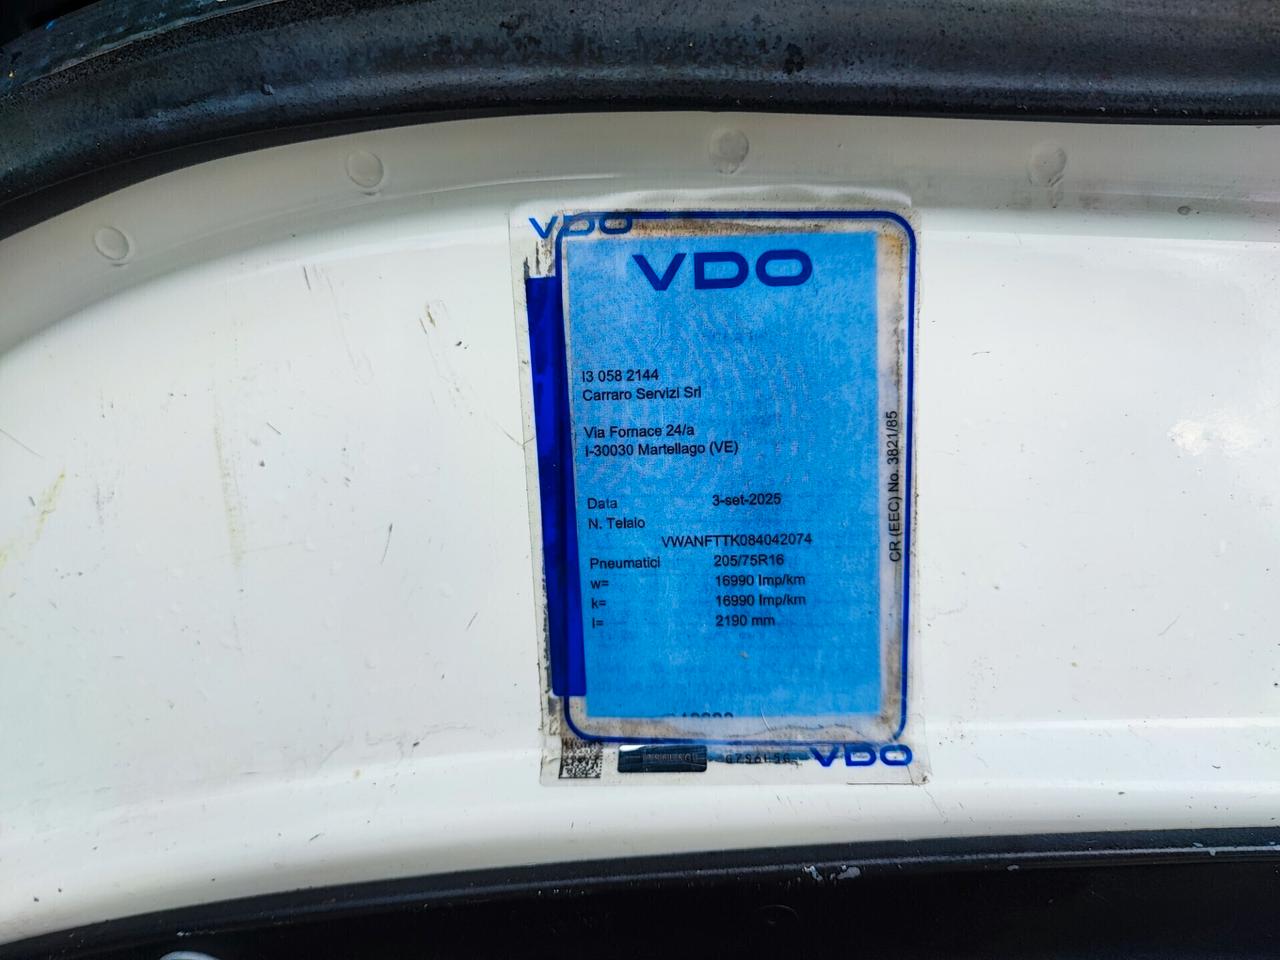 VDO
VDO
I3 058 2144
Carraro Servizi Srl
Via Fornace 24/a
I-30030 Martellago (VE)
Data 3-set-2025
N. Telaio
VWANFTTK084042074
Pneumatici 205/75R16
w= 16990 Imp/km
k= 16990 Imp/km
l= 2190 mm
CR (EEC) No. 3821/85
VDO